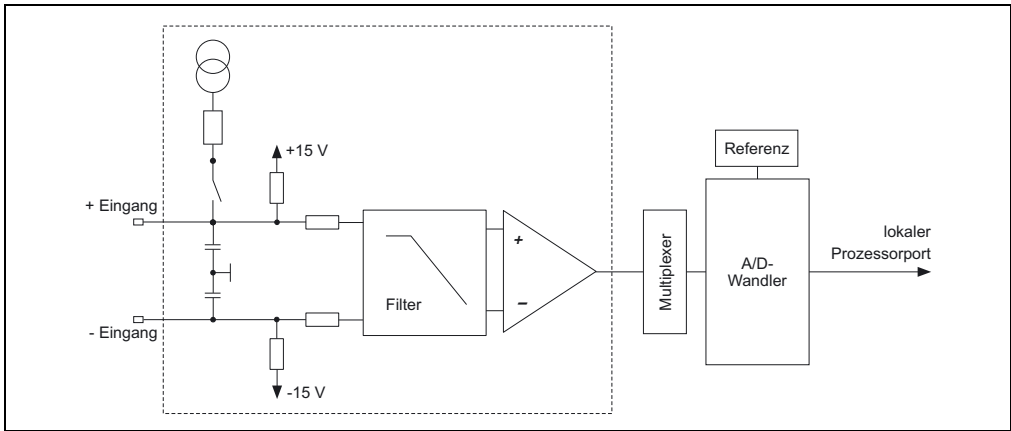 +15 V
+ Eingang
Filter
+
−
- Eingang
-15 V
Multiplexer
Referenz
A/D-
Wandler
lokaler
Prozessorport